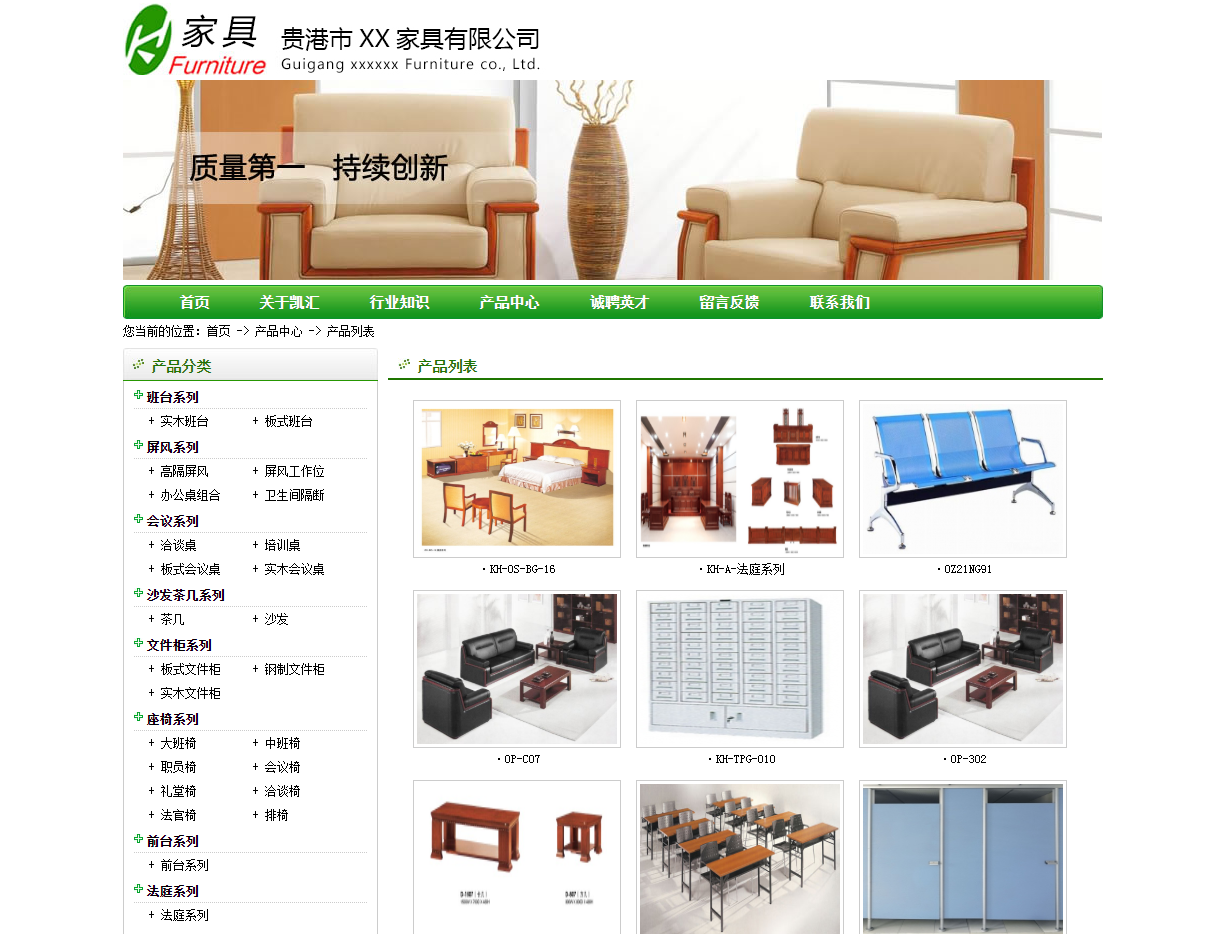 家具
Furniture
贵港市 XX 家具有限公司
Guigang xxxxxx Furniture co., Ltd.
质量第一 持续创新
首页 关于凯汇 行业知识 产品中心 诚聘英才 留言反馈 联系我们
您当前的位置：首页 -> 产品中心 -> 产品列表
产品分类
班台系列
+ 实木班台 + 板式班台
屏风系列
+ 高隔屏风 + 屏风工作位
+ 办公桌组合 + 卫生间隔断
会议系列
+ 洽谈桌 + 培训桌
+ 板式会议桌 + 实木会议桌
沙发茶几系列
+ 茶几 + 沙发
文件柜系列
+ 板式文件柜 + 钢制文件柜
+ 实木文件柜
座椅系列
+ 大班椅 + 中班椅
+ 职员椅 + 会议椅
+ 礼堂椅 + 洽谈椅
+ 法官椅 + 排椅
前台系列
+ 前台系列
法庭系列
+ 法庭系列
产品列表
·KH-OS-BG-16 ·KH-A-法庭系列 ·OZ21NG91
·OP-C07 ·KH-TPG-010 ·OP-302